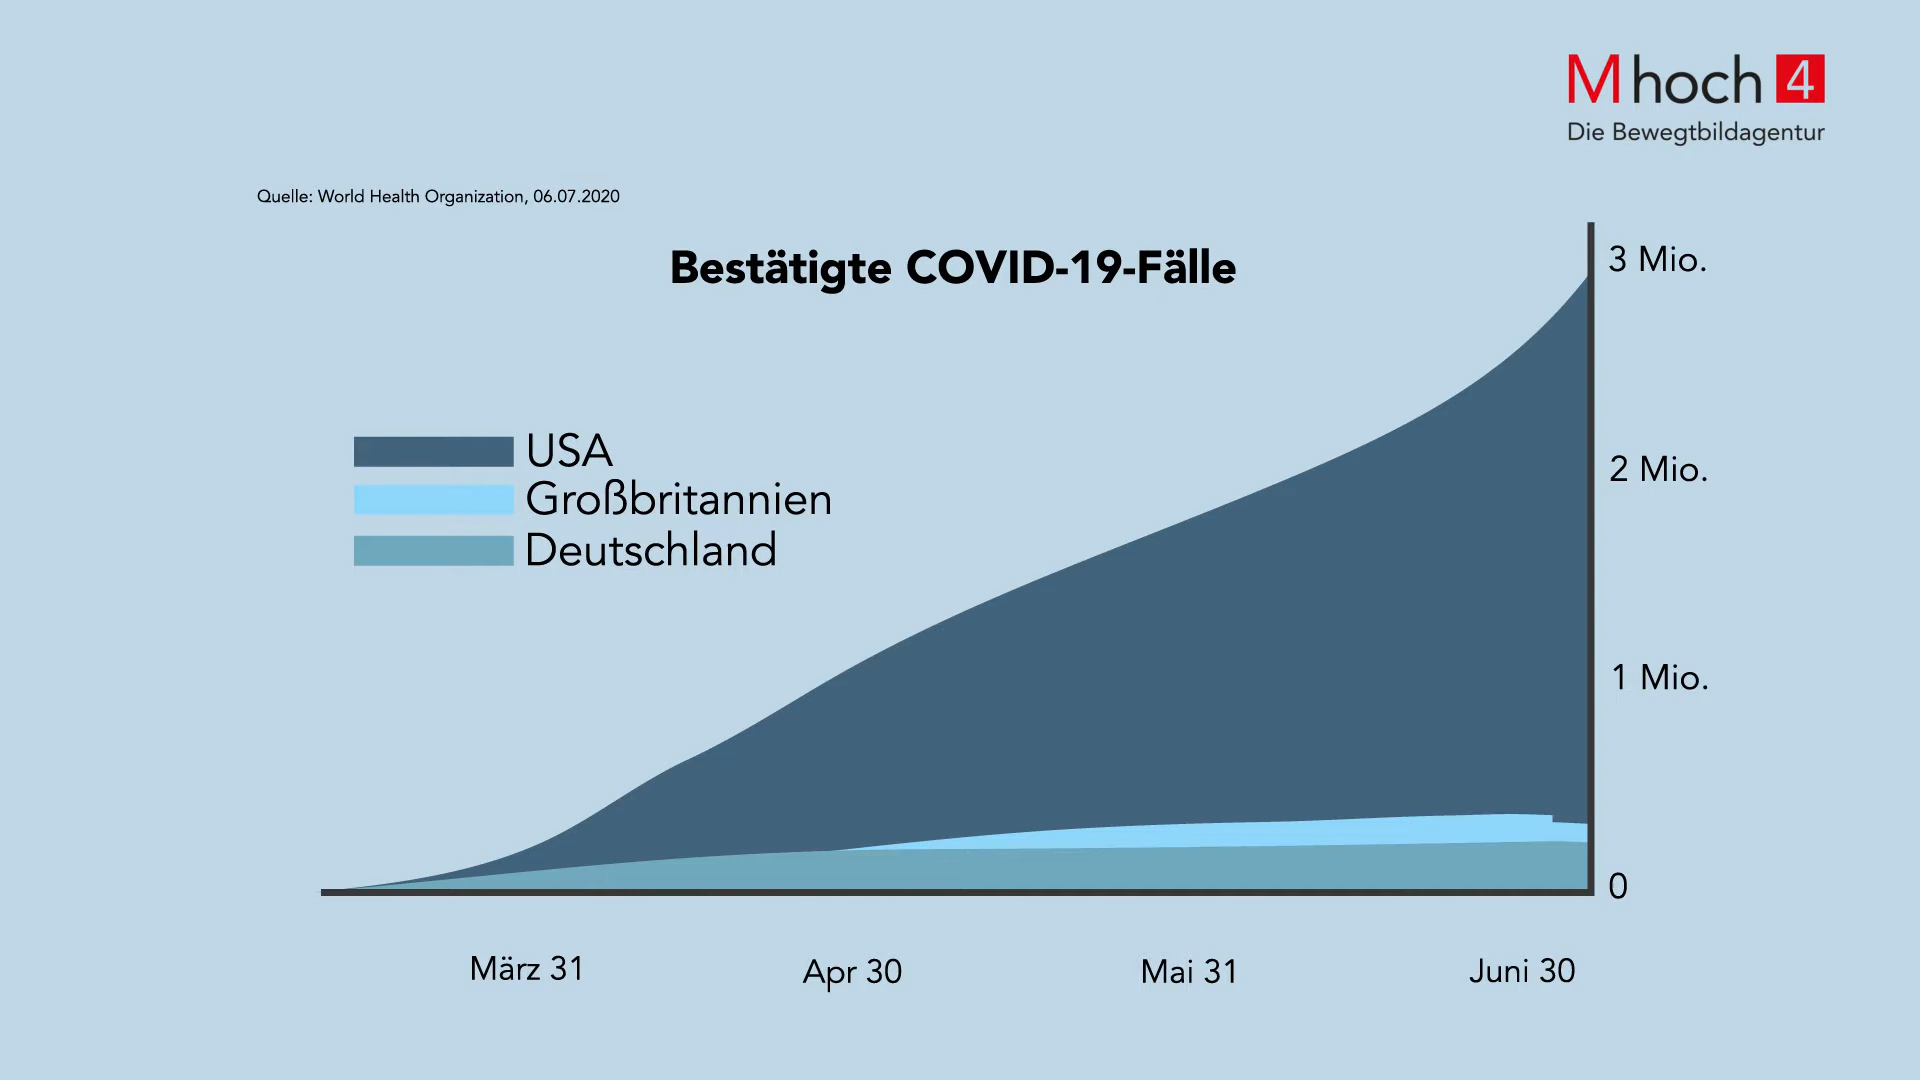 M hoch 4
Die Bewegtbildagentur
Quelle: World Health Organization, 06.07.2020
Bestätigte COVID-19-Fälle
3 Mio.
USA
2 Mio.
Großbritannien
Deutschland
1 Mio.
0
März 31
Apr 30
Mai 31
Juni 30